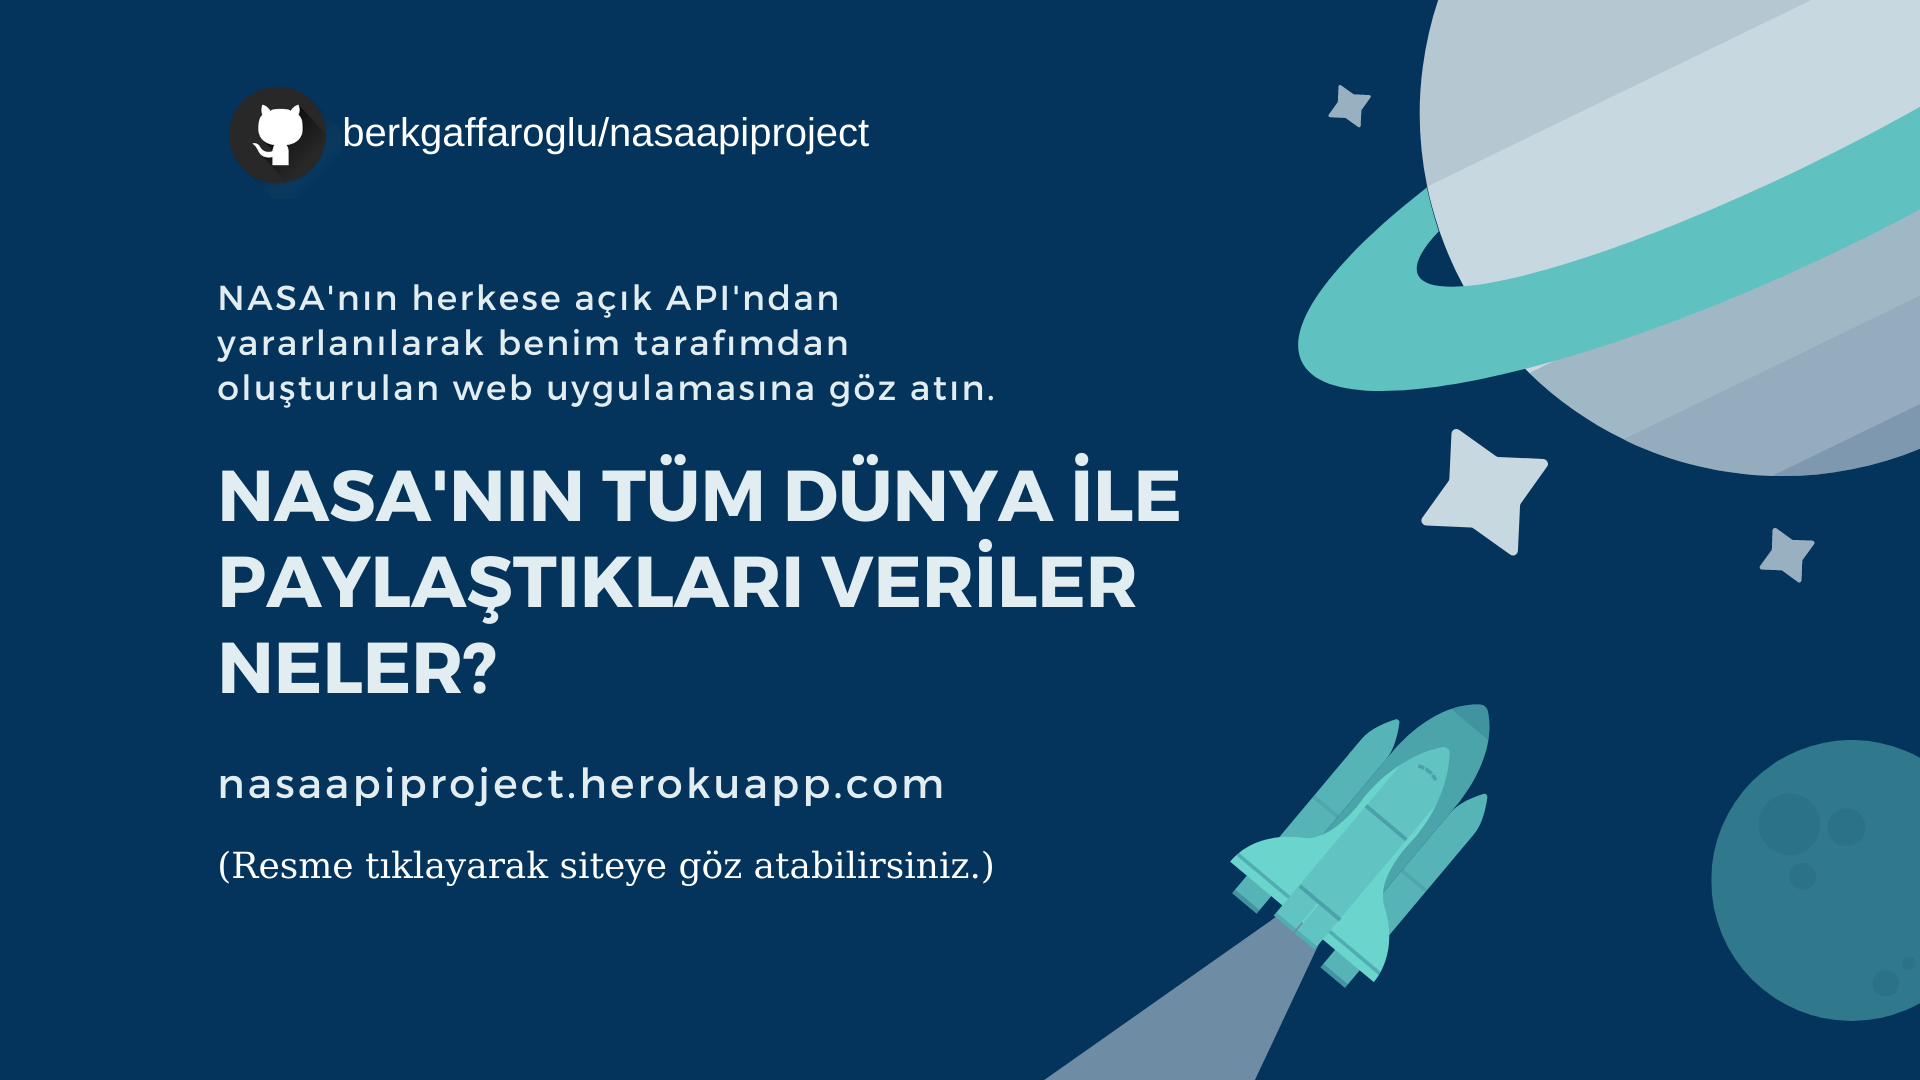 berkgaffaroglu/nasaapiproject
NASA'nın herkese açık API'ndan
yararlanılarak benim tarafımdan
oluşturulan web uygulamasına göz atın.
NASA'NIN TÜM DÜNYA İLE
PAYLAŞTIKLARI VERİLER
NELER?
nasaapiproject.herokuapp.com
(Resme tıklayarak siteye göz atabilirsiniz.)